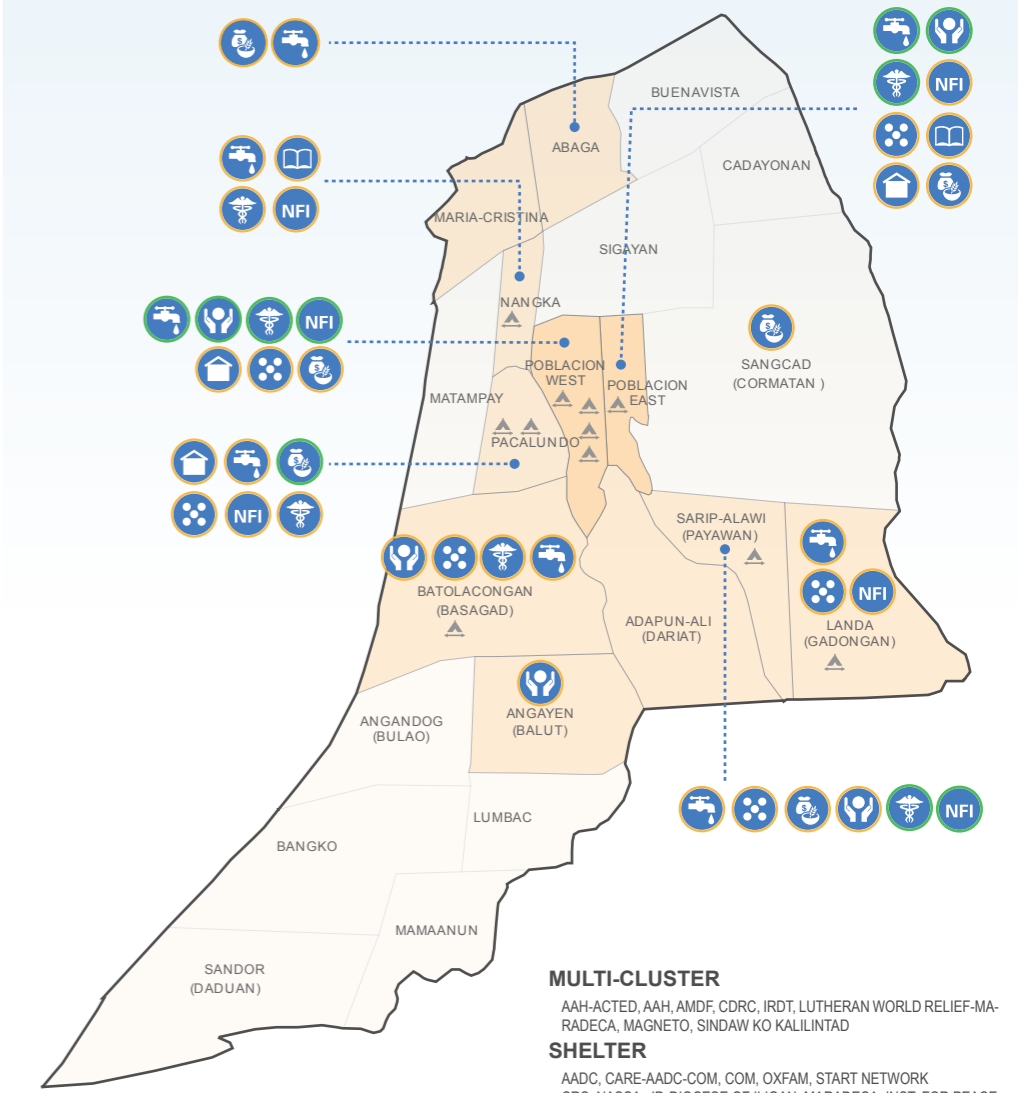 BUENAVISTA
ABAGA
NFI
CADAYONAN
MARIA-CRISTINA
NFI
SIGAYAN
NANGKA
NFI
SANGCAD
(CORMATAN )
POBLACION
WEST
POBLACION
EAST
MATAMPAY
PACALUNDO
NFI
SARIP-ALAWI
(PAYAWAN)
BATOLACONGAN
(BASAGAD)
NFI
ADAPUN-ALI
(DARIAT)
LANDA
(GADONGAN)
ANGAYEN
(BALUT)
ANGANDOG
(BULAO)
NFI
LUMBAC
BANGKO
MAMAANUN
SANDOR
(DADUAN)
MULTI-CLUSTER
AAH-ACTED, AAH, AMDF, CDRC, IRDT, LUTHERAN WORLD RELIEF-MA-
RADECA, MAGNETO, SINDAW KO KALILINTAD
SHELTER
AADC, CARE-AADC-COM, COM, OXFAM, START NETWORK